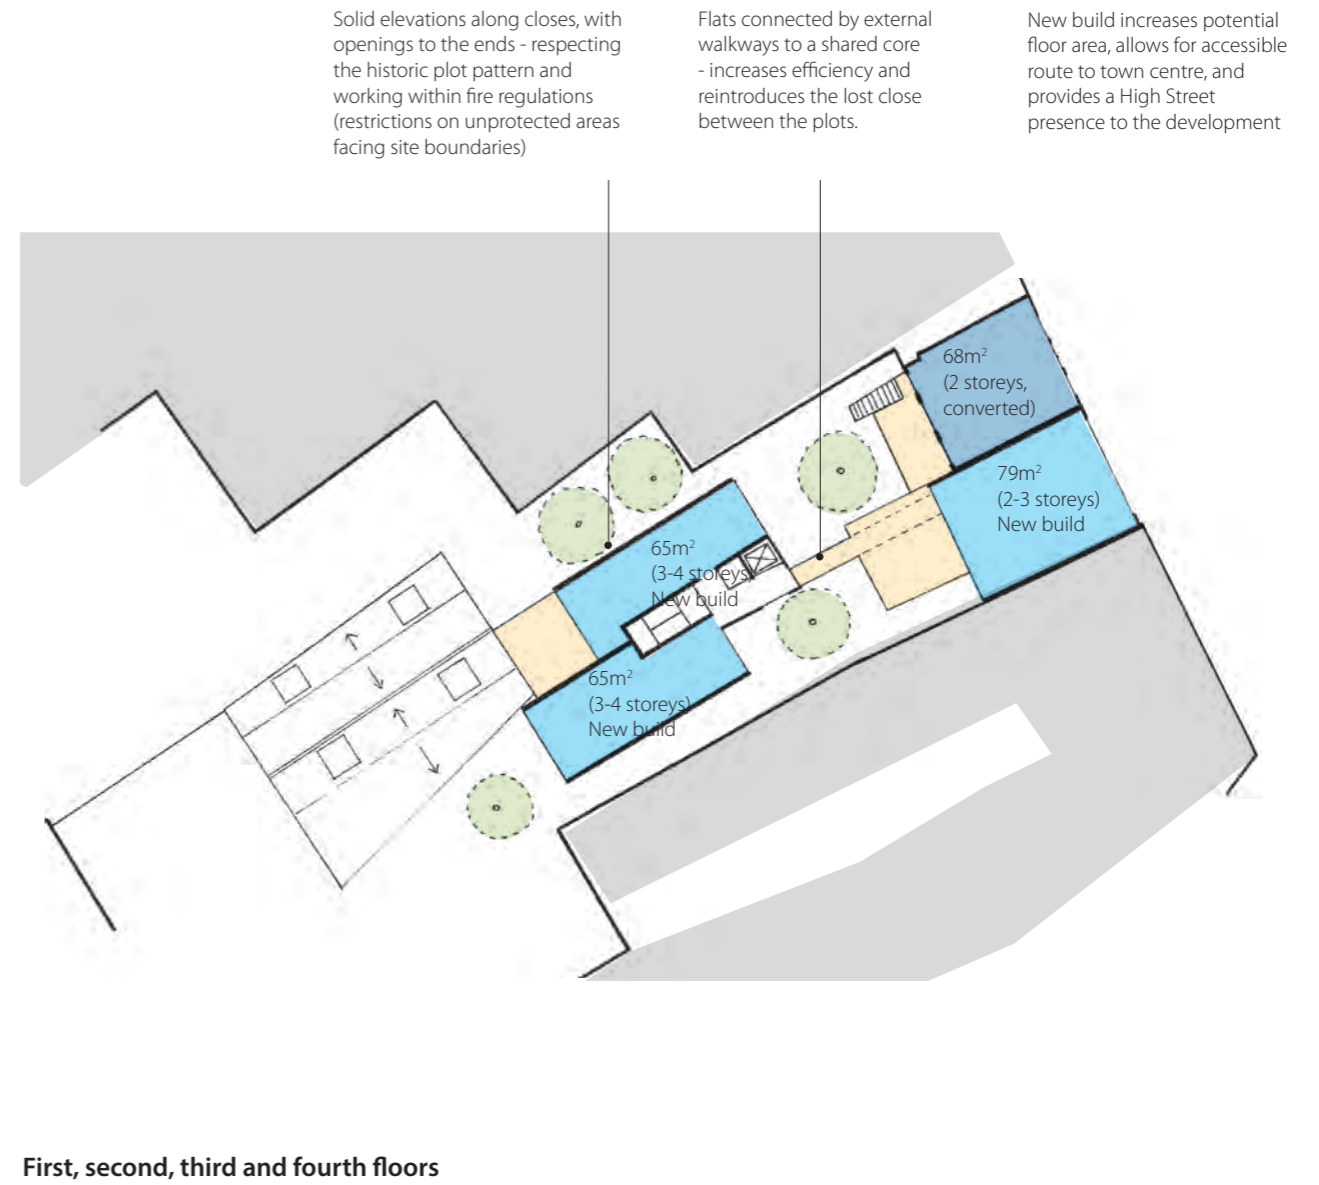 Solid elevations along closes, with
openings to the ends - respecting
the historic plot pattern and
working within fire regulations
(restrictions on unprotected areas
facing site boundaries)
Flats connected by external
walkways to a shared core
- increases efficiency and
reintroduces the lost close
between the plots.
New build increases potential
floor area, allows for accessible
route to town centre, and
provides a High Street
presence to the development
68m²
(2 storeys,
converted)
79m²
(2-3 storeys)
New build
65m²
(3-4 storeys)
New build
65m²
(3-4 storeys)
New build
First, second, third and fourth floors